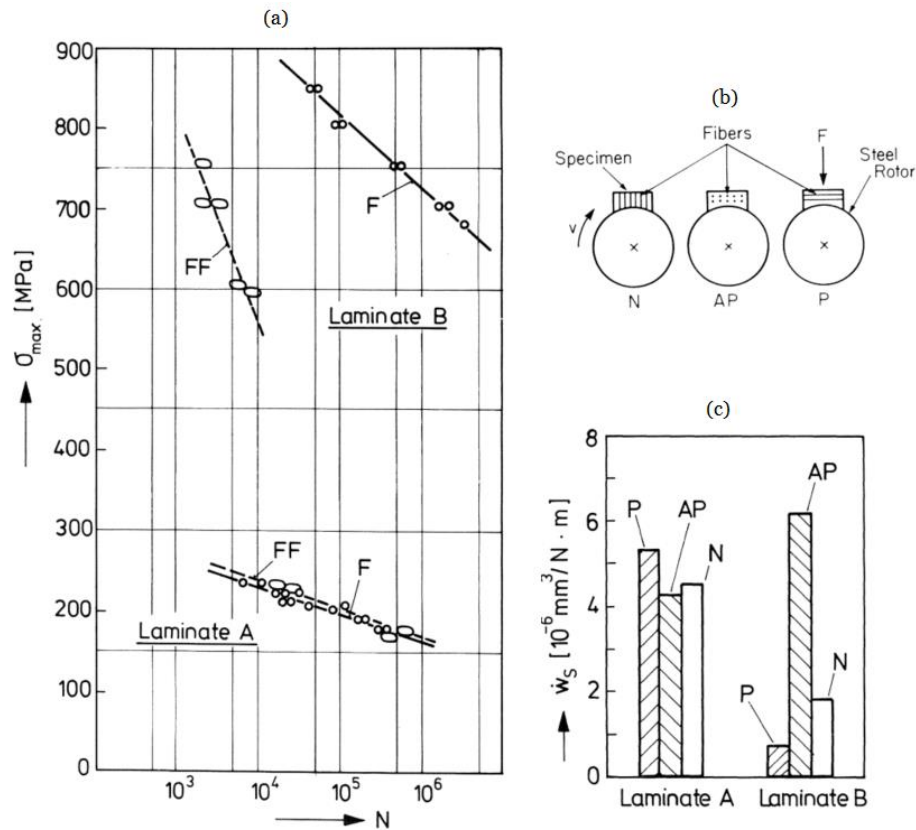 (a)
900
800
700
600
500
400
300
200
100
0
σmax. [MPa]
F
FF
Laminate B
FF
F
Laminate A
10³ 10⁴ 10⁵ 10⁶
N
(b)
Fibers
F
Specimen
Steel
Rotor
v
N AP P
(c)
8
6
4
2
0
ẇS [10⁻⁶ mm³/N · m]
P
AP
N
P
AP
N
Laminate A Laminate B